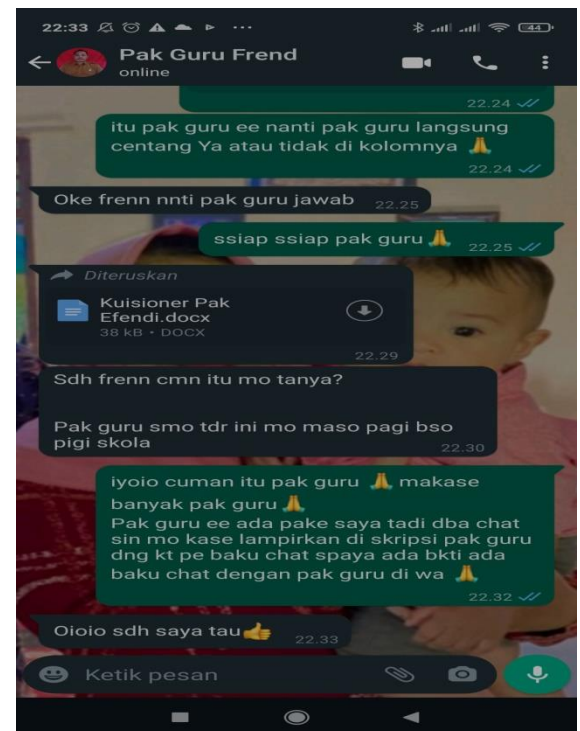 22:33
44
Pak Guru Frend
online
22.24
itu pak guru ee nanti pak guru langsung
centang Ya atau tidak di kolomnya 🙏
22.24
Oke frenn nnti pak guru jawab 22.25
ssiap ssiap pak guru 🙏 22.25
Diteruskan
Kuisioner Pak
Efendi.docx
38 kB • DOCX
22.29
Sdh frenn cmn itu mo tanya?
Pak guru smo tdr ini mo maso pagi bso
pigi skola
22.30
iyoio cuman itu pak guru 🙏 makase
banyak pak guru 🙏
Pak guru ee ada pake saya tadi dba chat
sin mo kase lampirkan di skripsi pak guru
dng kt pe baku chat spaya ada bkti ada
baku chat dengan pak guru di wa 🙏
22.32
Oioio sdh saya tau👍 22.33
Ketik pesan